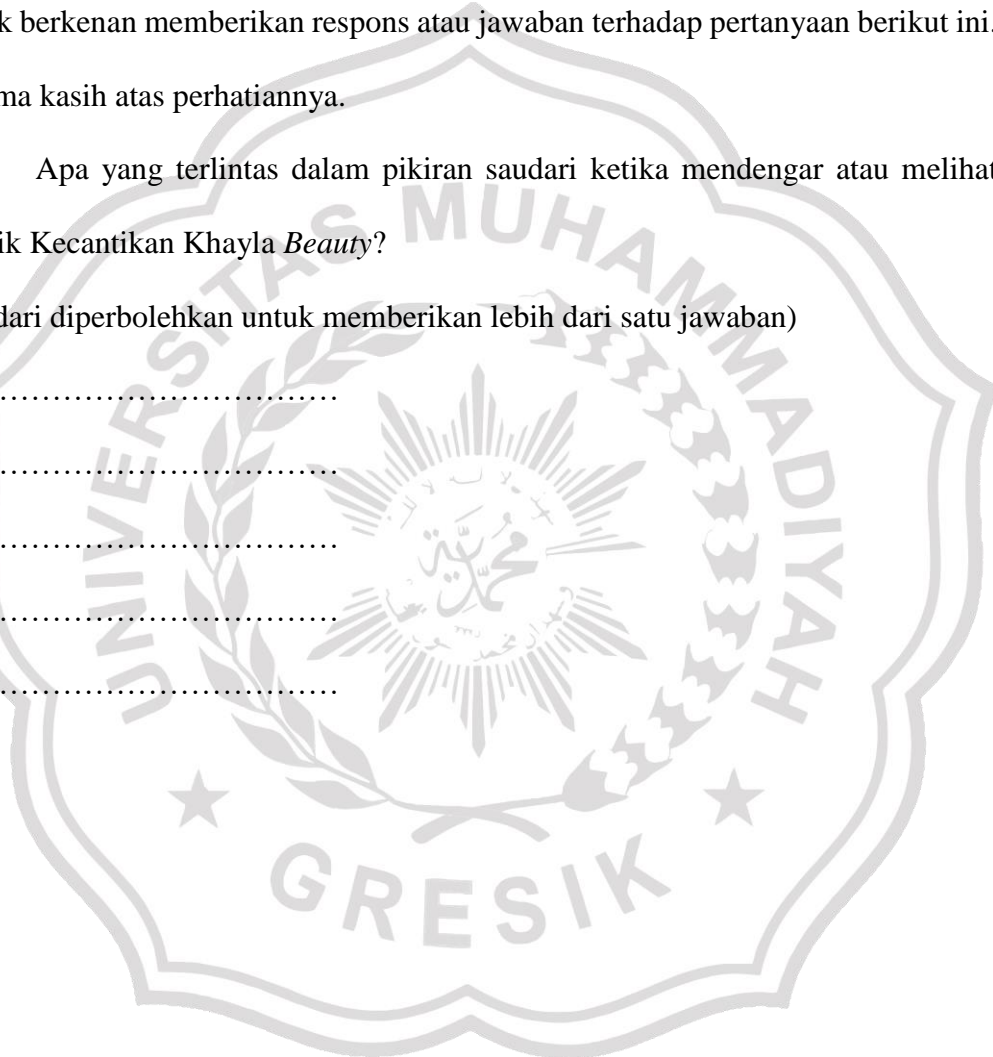 k berkenan memberikan respons atau jawaban terhadap pertanyaan berikut ini.
ma kasih atas perhatiannya.
Apa yang terlintas dalam pikiran saudari ketika mendengar atau melihat
ik Kecantikan Khayla Beauty?
dari diperbolehkan untuk memberikan lebih dari satu jawaban)
……………………………
……………………………
……………………………
……………………………
……………………………
UNIVERSITAS MUHAMMADIYAH
GRESIK